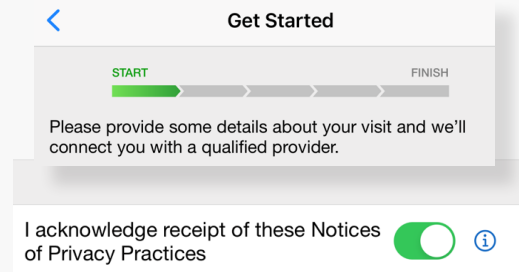 Get Started
START FINISH
Please provide some details about your visit and we'll
connect you with a qualified provider.
I acknowledge receipt of these Notices
of Privacy Practices